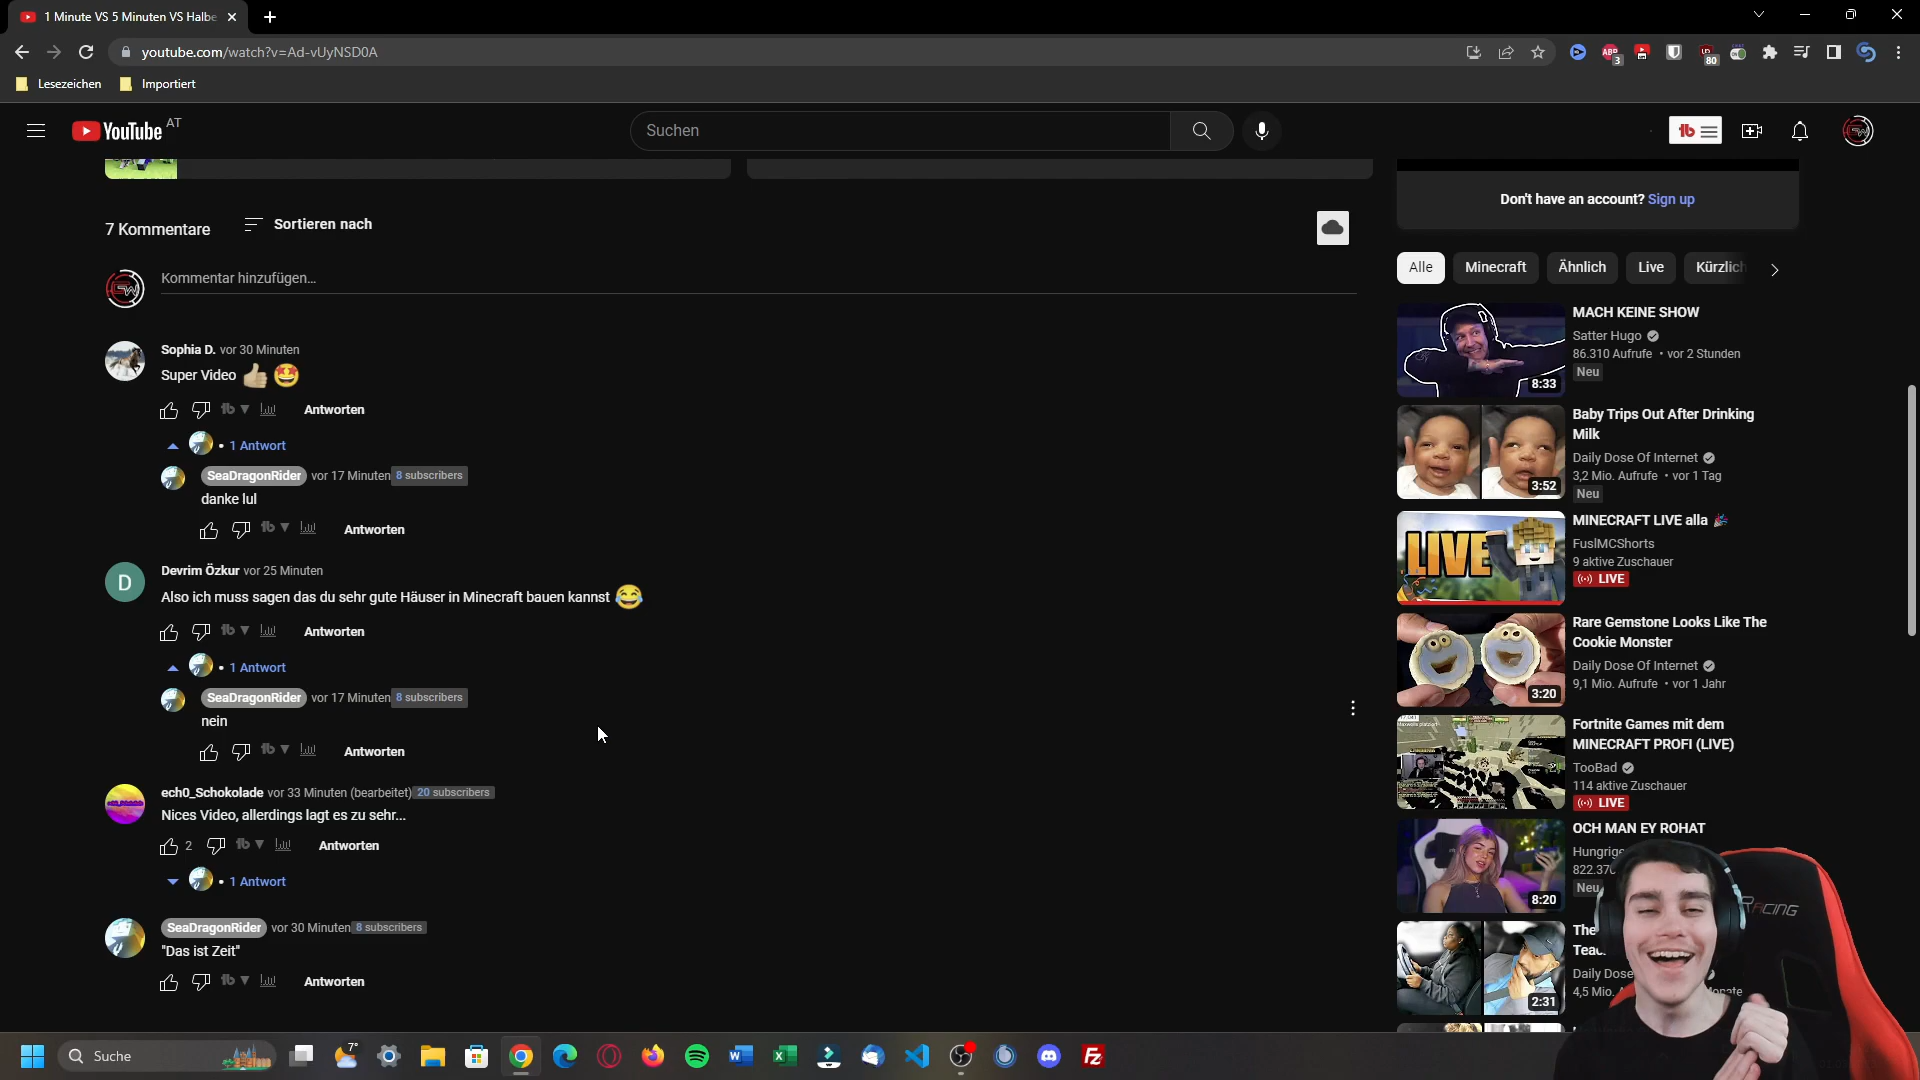 1 Minute VS 5 Minuten VS Halbe
youtube.com/watch?v=Ad-vUyNSD0A
ABP
3
80
Lesezeichen
Importiert
YouTube AT
Suchen
7 Kommentare
Sortieren nach
Kommentar hinzufügen...
Sophia D. vor 30 Minuten
Super Video 👍🤩
Antworten
• 1 Antwort
SeaDragonRider vor 17 Minuten 8 subscribers
danke lul
Antworten
Devrim Özkur vor 25 Minuten
Also ich muss sagen das du sehr gute Häuser in Minecraft bauen kannst 😂
Antworten
• 1 Antwort
SeaDragonRider vor 17 Minuten 8 subscribers
nein
Antworten
ech0_Schokolade vor 33 Minuten (bearbeitet) 20 subscribers
Nices Video, allerdings lagt es zu sehr...
2 Antworten
• 1 Antwort
SeaDragonRider vor 30 Minuten 8 subscribers
"Das ist Zeit"
Antworten
Don't have an account? Sign up
Alle Minecraft Ähnlich Live Kürzlich
8:33
MACH KEINE SHOW
Satter Hugo
86.310 Aufrufe • vor 2 Stunden
Neu
3:52
Baby Trips Out After Drinking
Milk
Daily Dose Of Internet
3,2 Mio. Aufrufe • vor 1 Tag
Neu
LIVE
MINECRAFT LIVE alla 🎉
FuslMCShorts
9 aktive Zuschauer
LIVE
3:20
Rare Gemstone Looks Like The
Cookie Monster
Daily Dose Of Internet
9,1 Mio. Aufrufe • vor 1 Jahr
Fortnite Games mit dem
MINECRAFT PROFI (LIVE)
TooBad
114 aktive Zuschauer
LIVE
8:20
OCH MAN EY ROHAT
Hungrige
822.370
Neu
2:31
The
Daily Dose
4,5 Mio.
RACING
Suche
7°